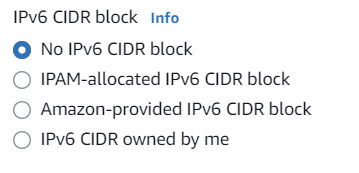 IPv6 CIDR block Info
No IPv6 CIDR block
IPAM-allocated IPv6 CIDR block
Amazon-provided IPv6 CIDR block
IPv6 CIDR owned by me